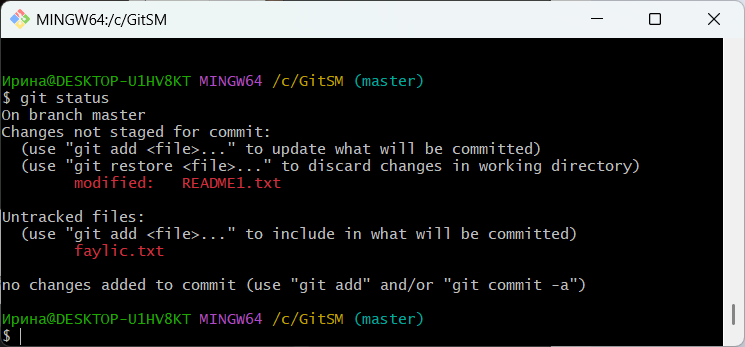 MINGW64:/c/GitSM
Ирина@DESKTOP-U1HV8KT MINGW64 /c/GitSM (master)
$ git status
On branch master
Changes not staged for commit:
  (use "git add <file>..." to update what will be committed)
  (use "git restore <file>..." to discard changes in working directory)
        modified:   README1.txt

Untracked files:
  (use "git add <file>..." to include in what will be committed)
        faylic.txt

no changes added to commit (use "git add" and/or "git commit -a")

Ирина@DESKTOP-U1HV8KT MINGW64 /c/GitSM (master)
$